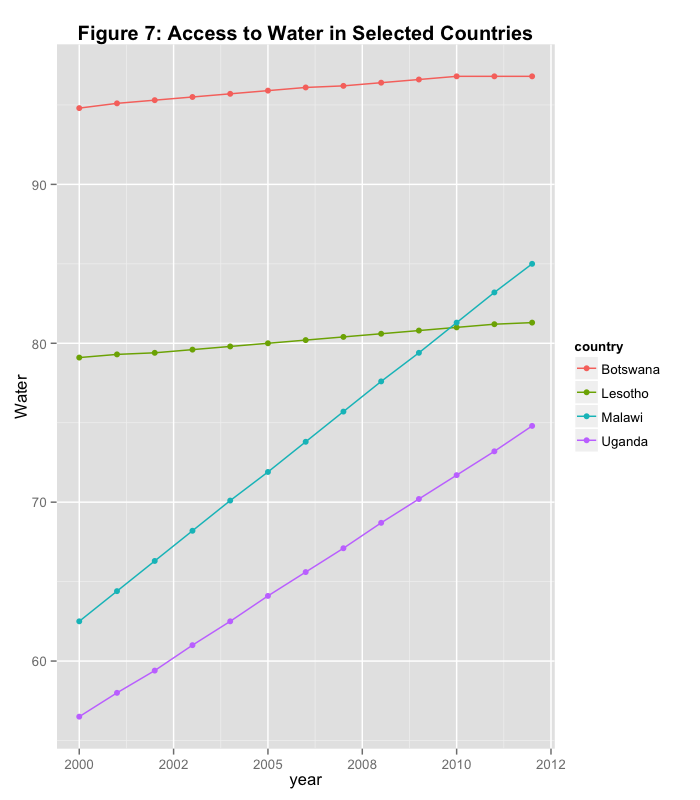 Figure 7: Access to Water in Selected Countries
90
80
70
60
Water
2000 2002 2005 2008 2010 2012
year
country
Botswana
Lesotho
Malawi
Uganda